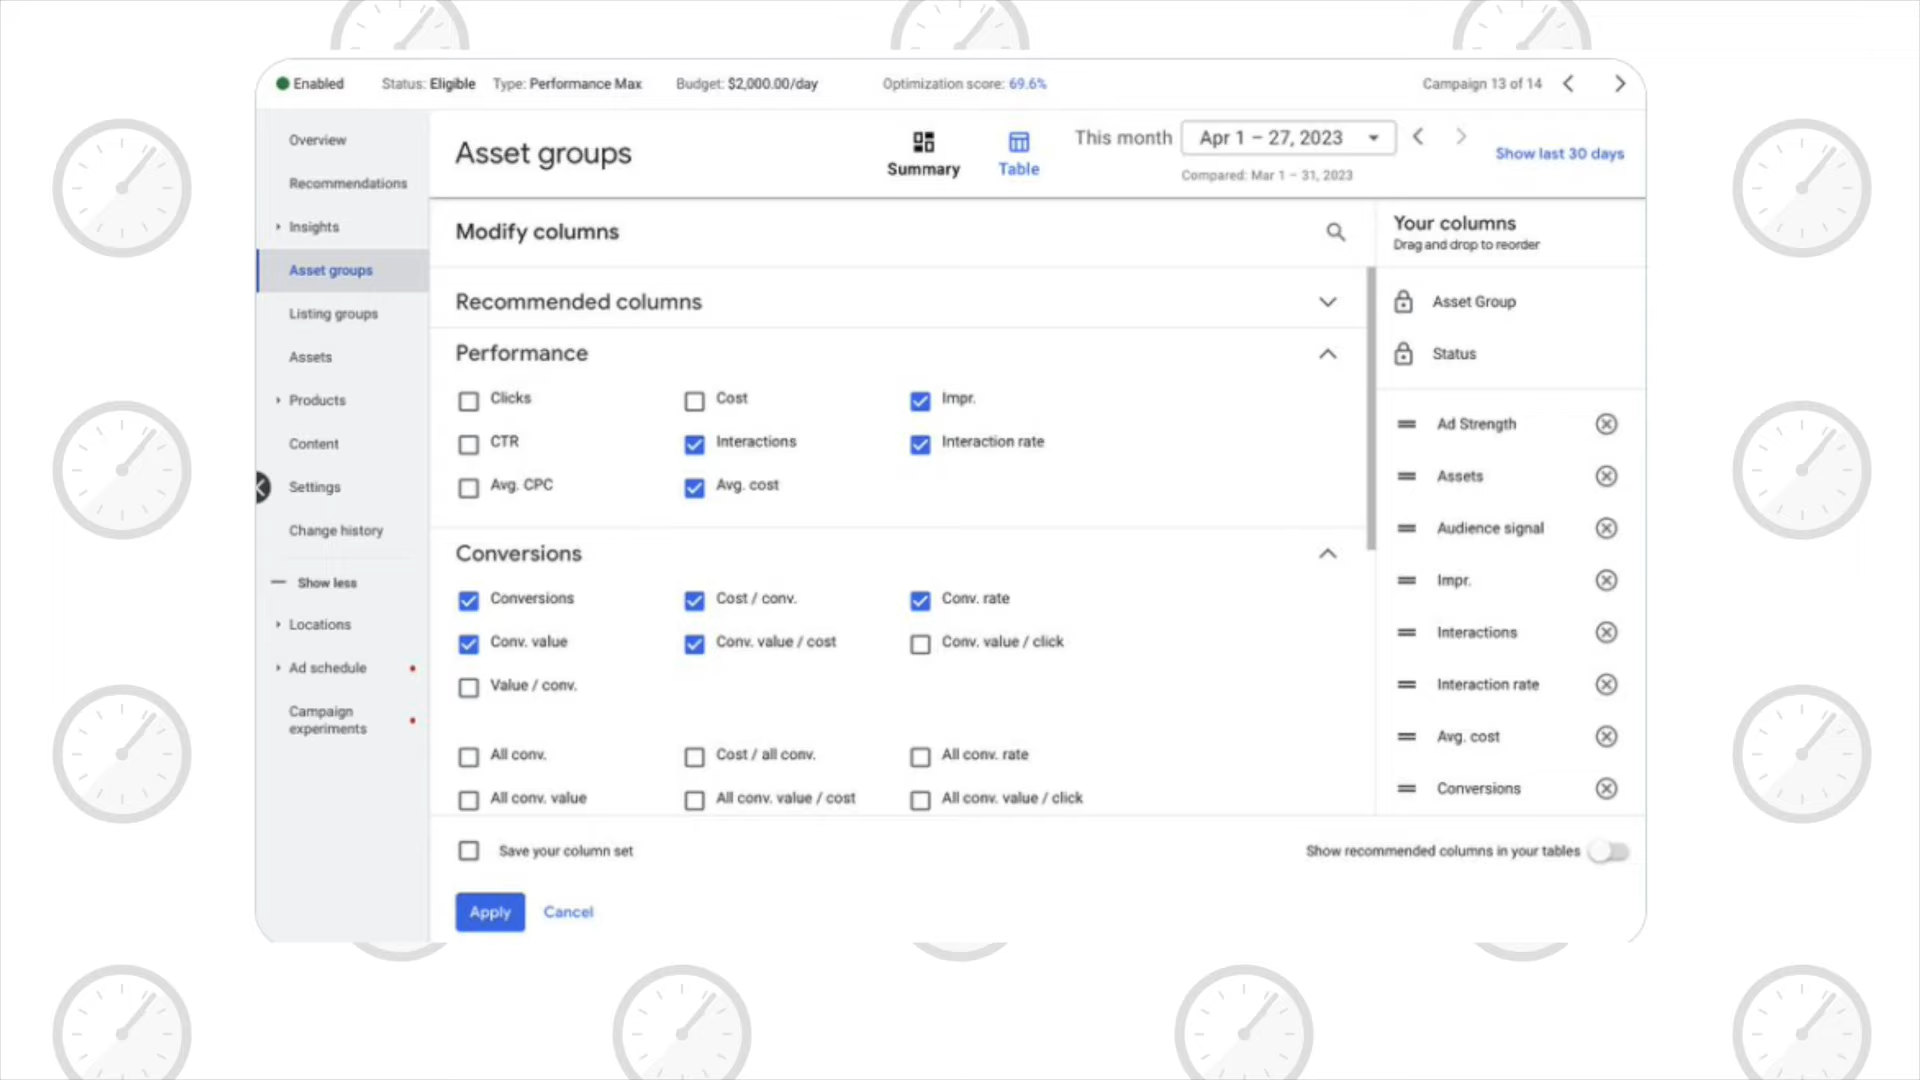 Enabled Status: Eligible Type: Performance Max Budget: $2,000.00/day Optimization score: 69.6% Campaign 13 of 14
Overview
Recommendations
Insights
Asset groups
Listing groups
Assets
Products
Content
Settings
Change history
Show less
Locations
Ad schedule
Campaign
experiments
Asset groups
Summary
Table
This month Apr 1 – 27, 2023
Compared: Mar 1 – 31, 2023
Show last 30 days
Modify columns
Recommended columns
Performance
Clicks Cost Impr.
CTR Interactions Interaction rate
Avg. CPC Avg. cost
Conversions
Conversions Cost / conv. Conv. rate
Conv. value Conv. value / cost Conv. value / click
Value / conv.
All conv. Cost / all conv. All conv. rate
All conv. value All conv. value / cost All conv. value / click
Your columns
Drag and drop to reorder
Asset Group
Status
Ad Strength
Assets
Audience signal
Impr.
Interactions
Interaction rate
Avg. cost
Conversions
Save your column set
Show recommended columns in your tables
Apply Cancel